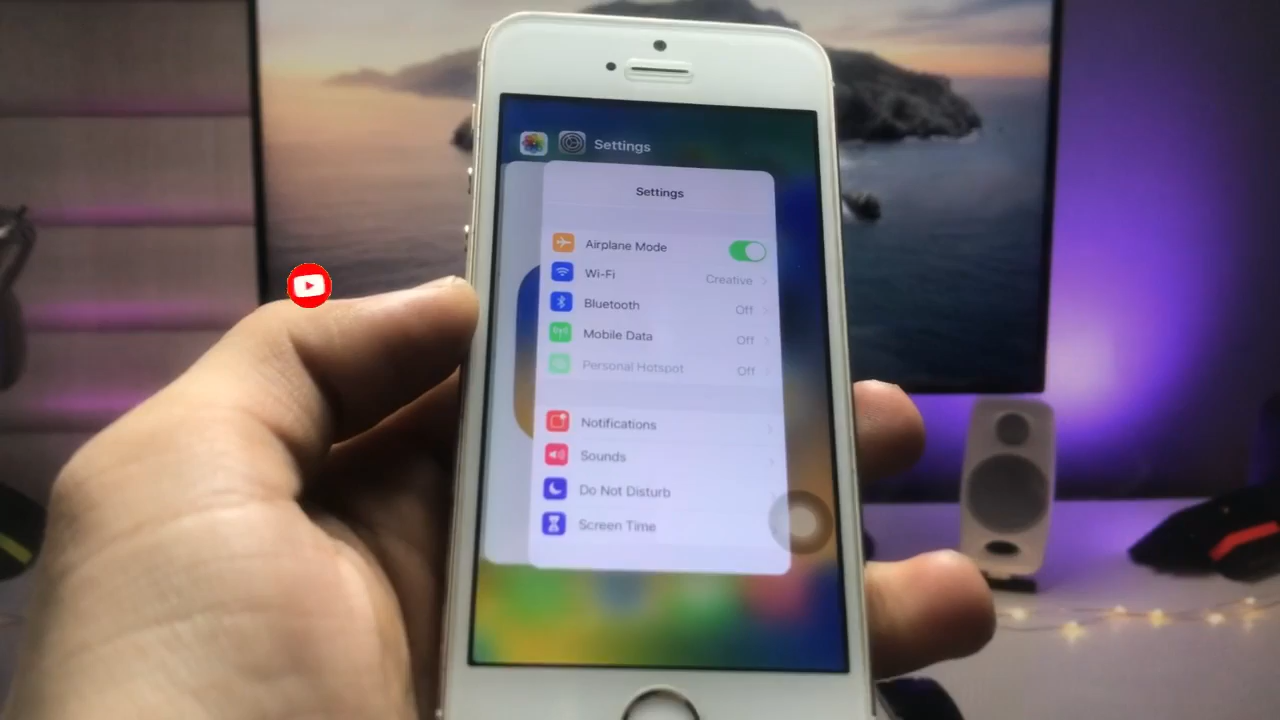 Settings
Settings
Airplane Mode
Wi-Fi Creative
Bluetooth Off
Mobile Data Off
Personal Hotspot Off
Notifications
Sounds
Do Not Disturb
Screen Time